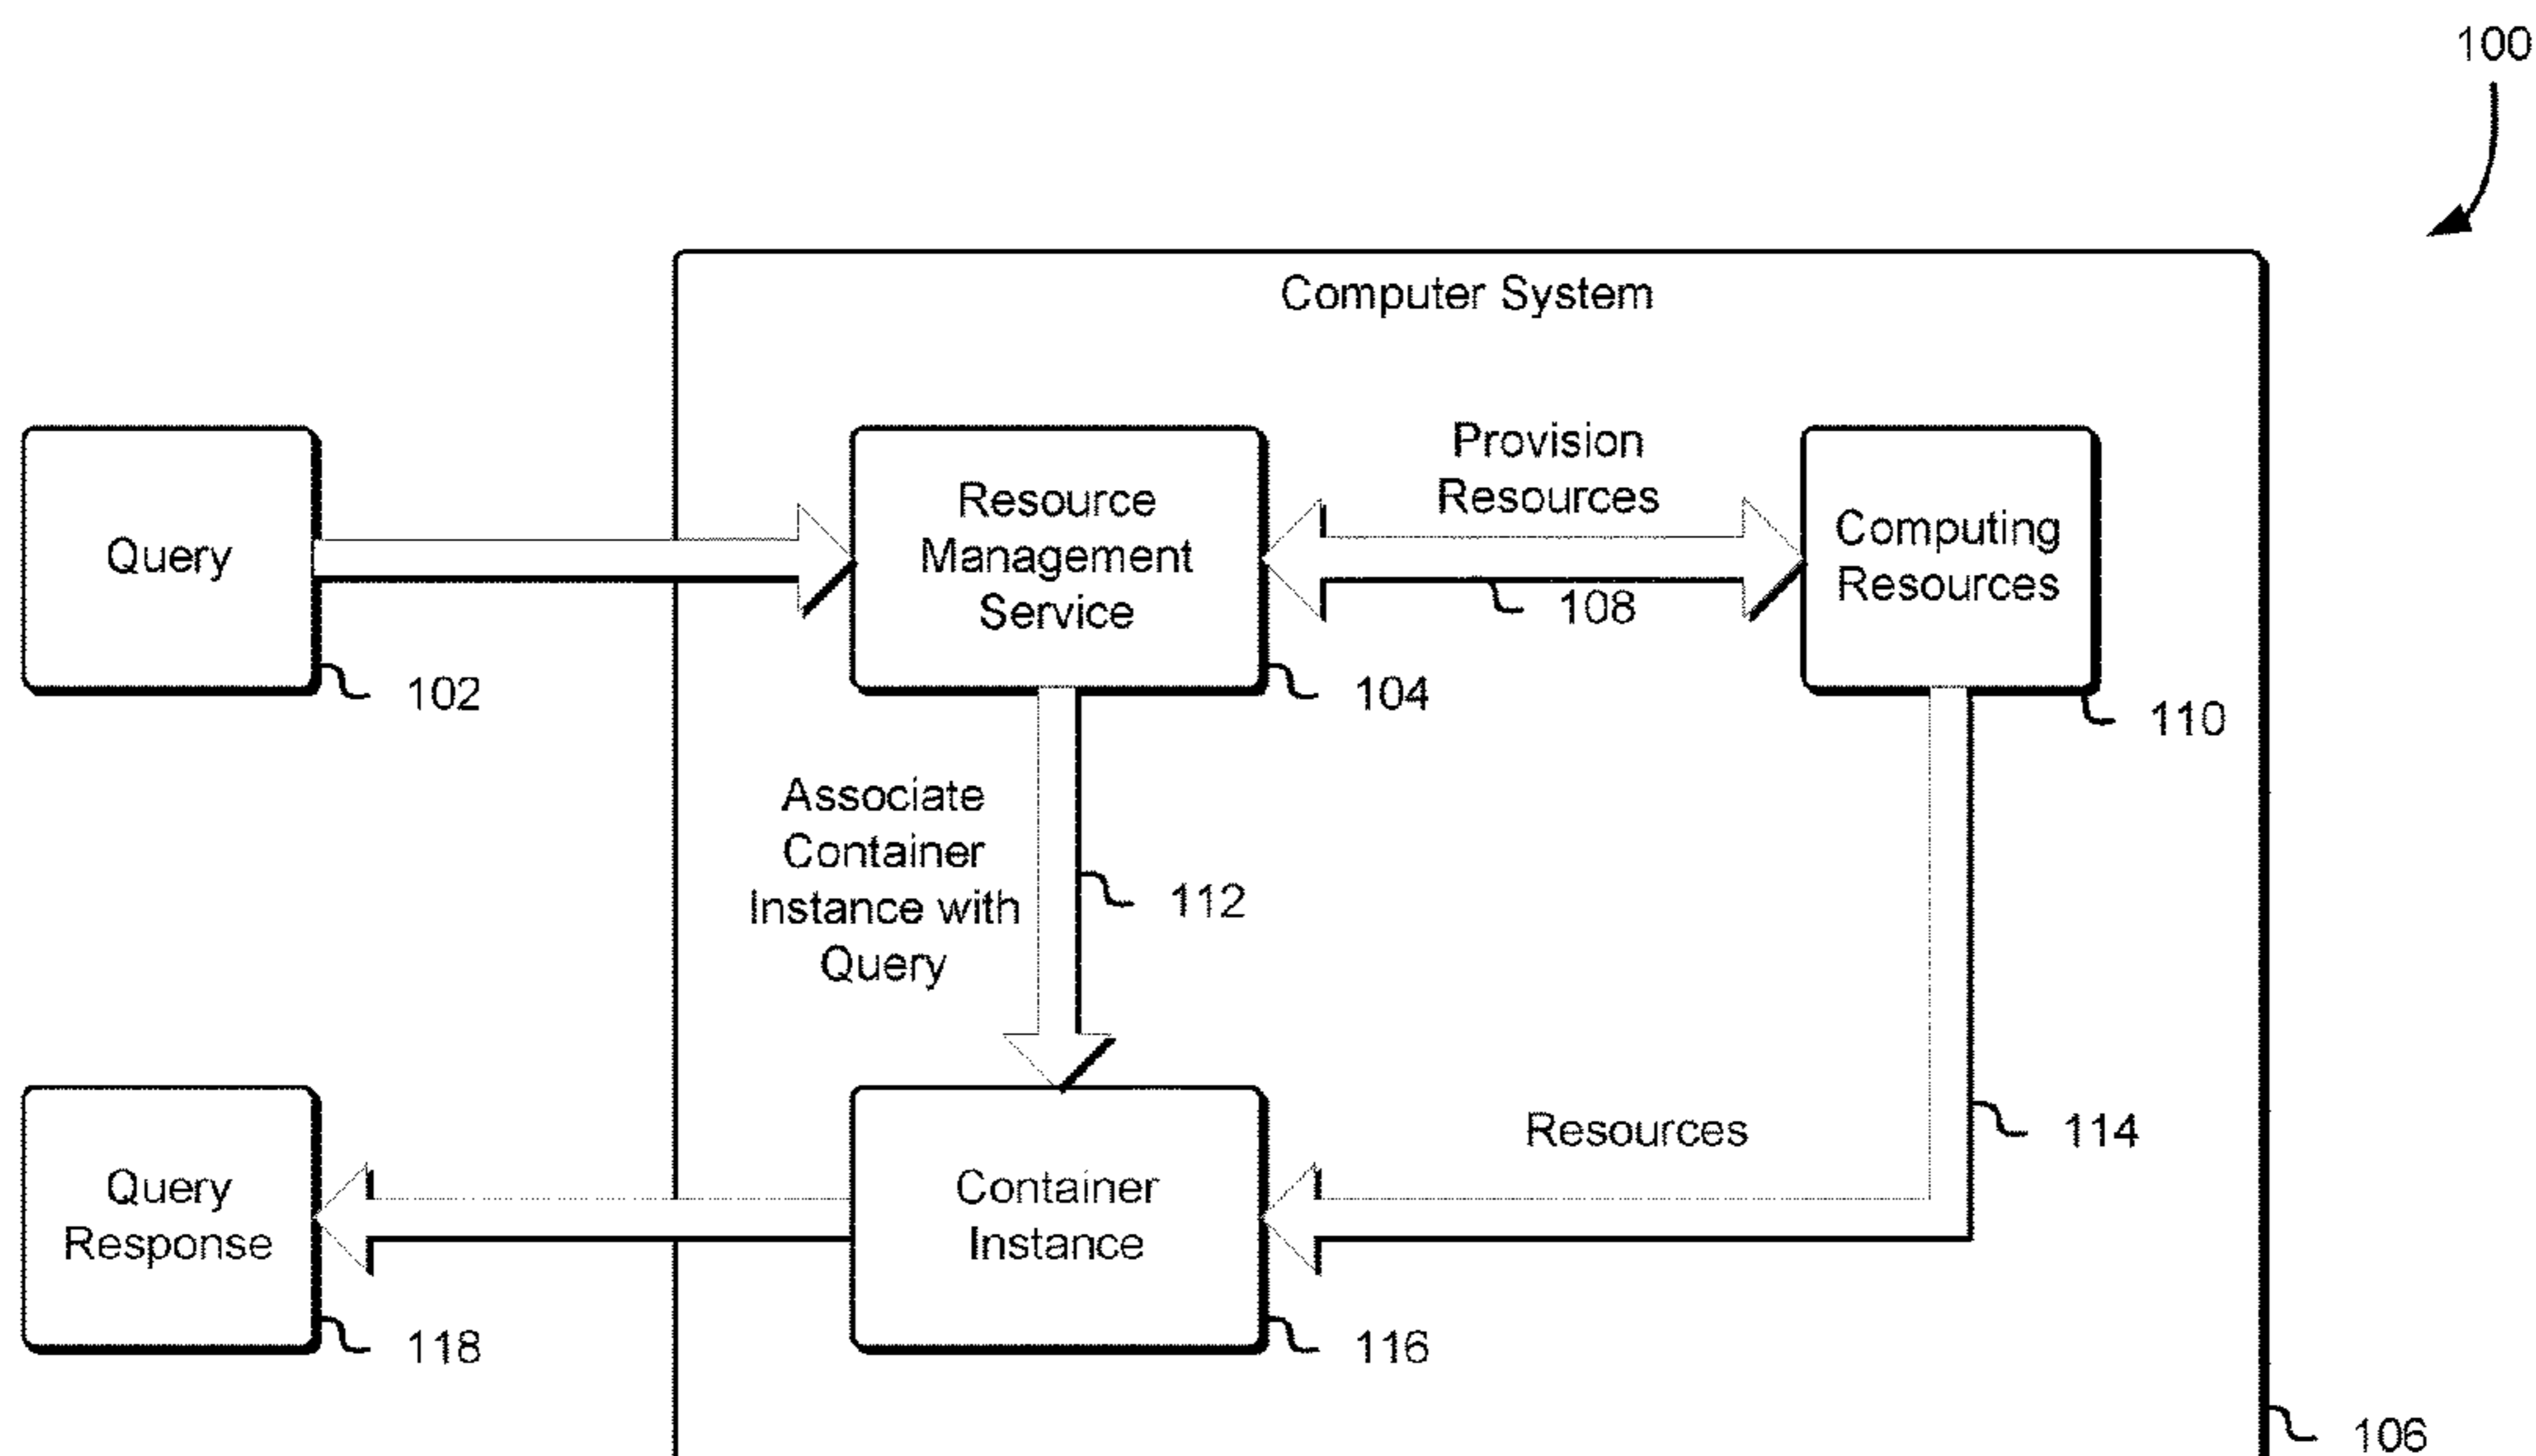 100
Computer System
Query
102
Resource
Management
Service
104
Provision
Resources
108
Computing
Resources
110
Associate
Container
Instance with
Query
112
Resources
114
Query
Response
118
Container
Instance
116
106